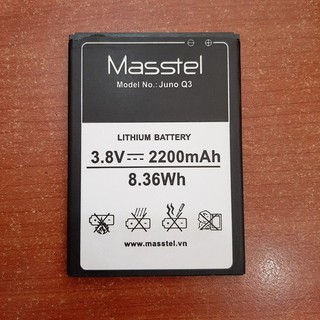 Masstel
Model No.: Juno Q3
LITHIUM BATTERY
3.8V⎓2200mAh
8.36Wh
www.masstel.vn